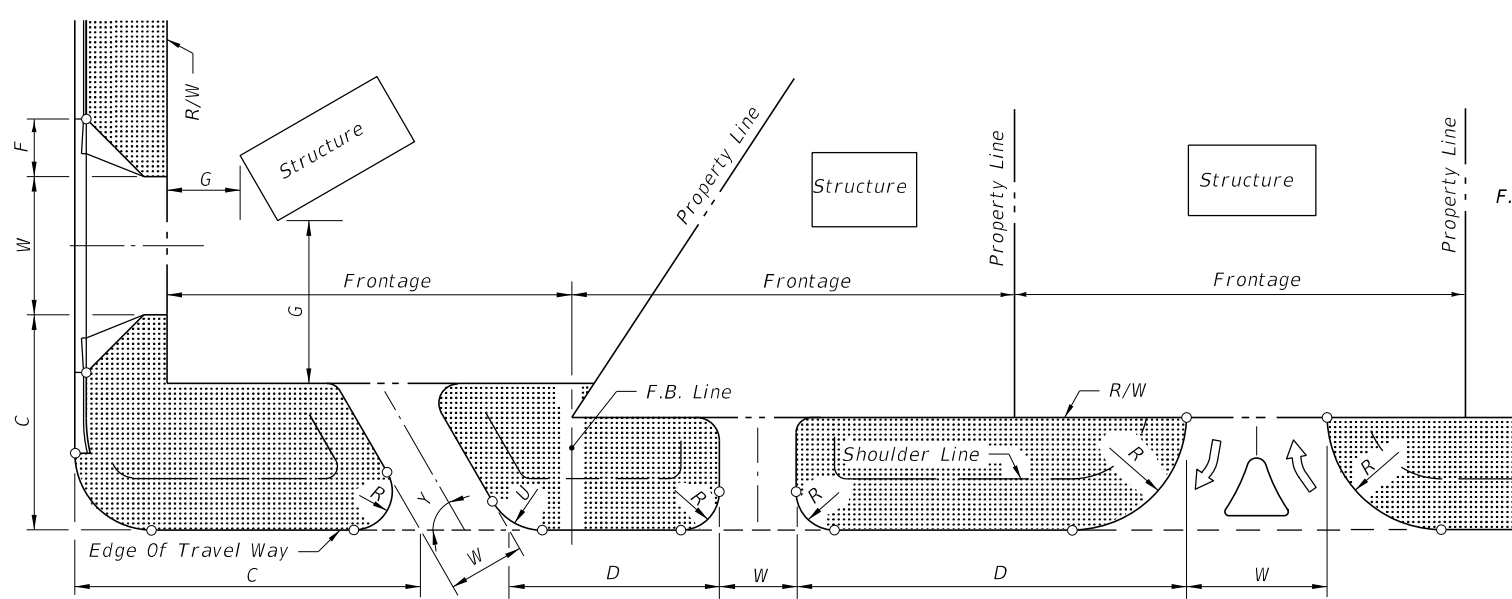 R/W
Structure
F
G
W
Property Line
Structure
Property Line
Structure
Property Line
F.
Frontage
Frontage
Frontage
G
C
F.B. Line
R/W
Shoulder Line
R
Y
U
R
R
R
R
Edge Of Travel Way
W
C
D
W
D
W